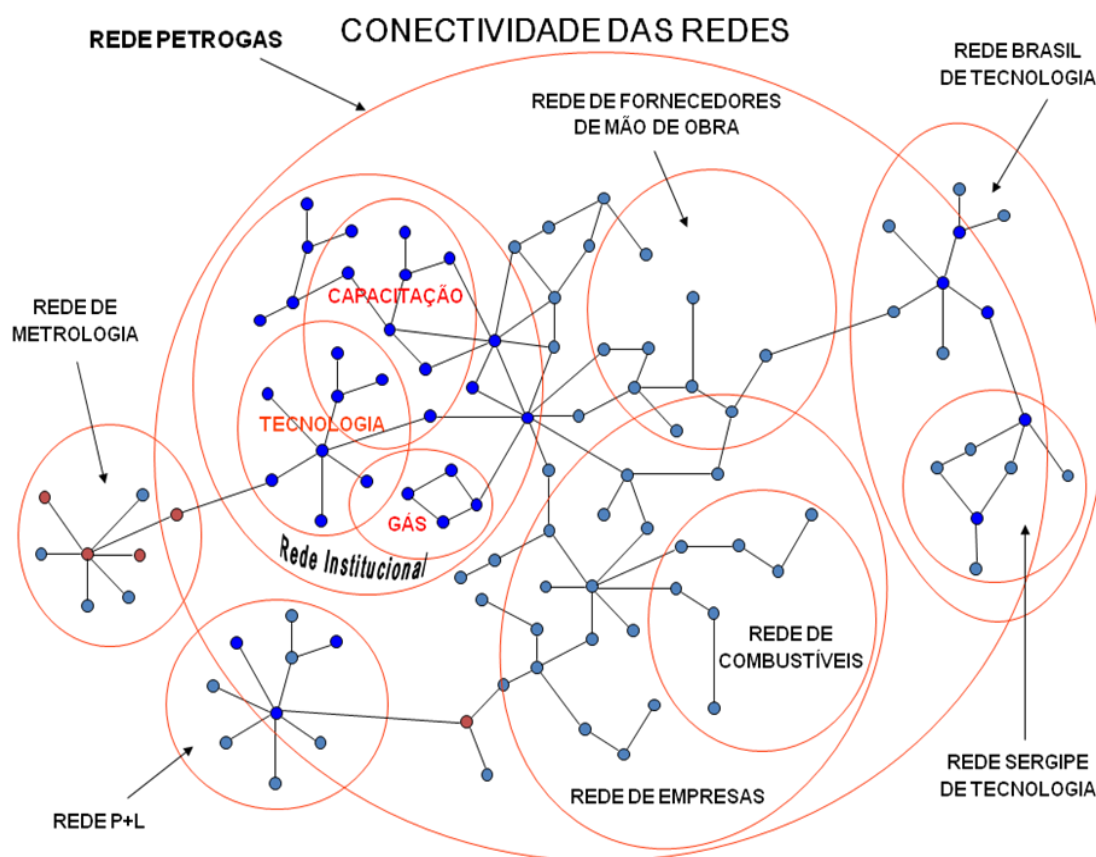 CONECTIVIDADE DAS REDES
REDE PETROGAS
REDE BRASIL
DE TECNOLOGIA
REDE DE FORNECEDORES
DE MÃO DE OBRA
CAPACITAÇÃO
REDE DE
METROLOGIA
TECNOLOGIA
GÁS
Rede Institucional
REDE DE
COMBUSTÍVEIS
REDE SERGIPE
DE TECNOLOGIA
REDE DE EMPRESAS
REDE P+L